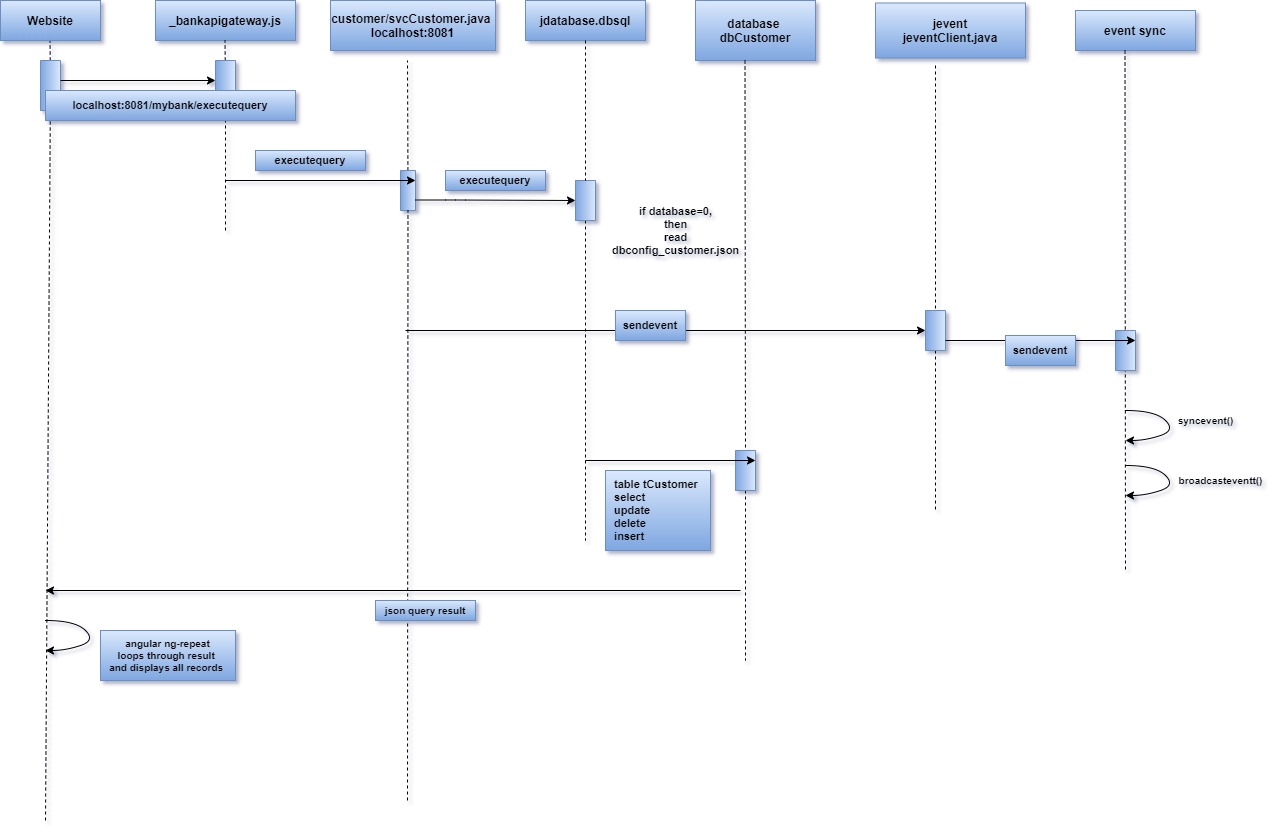 Website
_bankapigateway.js
customer/svcCustomer.java
localhost:8081
jdatabase.dbsql
database
dbCustomer
jevent
jeventClient.java
event sync
localhost:8081/mybank/executequery
executequery
executequery
if database=0,
then
read
dbconfig_customer.json
sendevent
sendevent
syncevent()
broadcasteventt()
table tCustomer
select
update
delete
insert
json query result
angular ng-repeat
loops through result
and displays all records